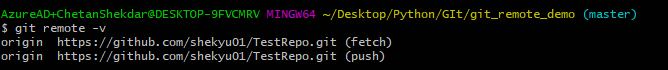 AzureAD+ChetanShekdar@DESKTOP-9FVCMRV MINGW64 ~/Desktop/Python/GIt/git_remote_demo (master)
$ git remote -v
origin  https://github.com/shekyu01/TestRepo.git (fetch)
origin  https://github.com/shekyu01/TestRepo.git (push)